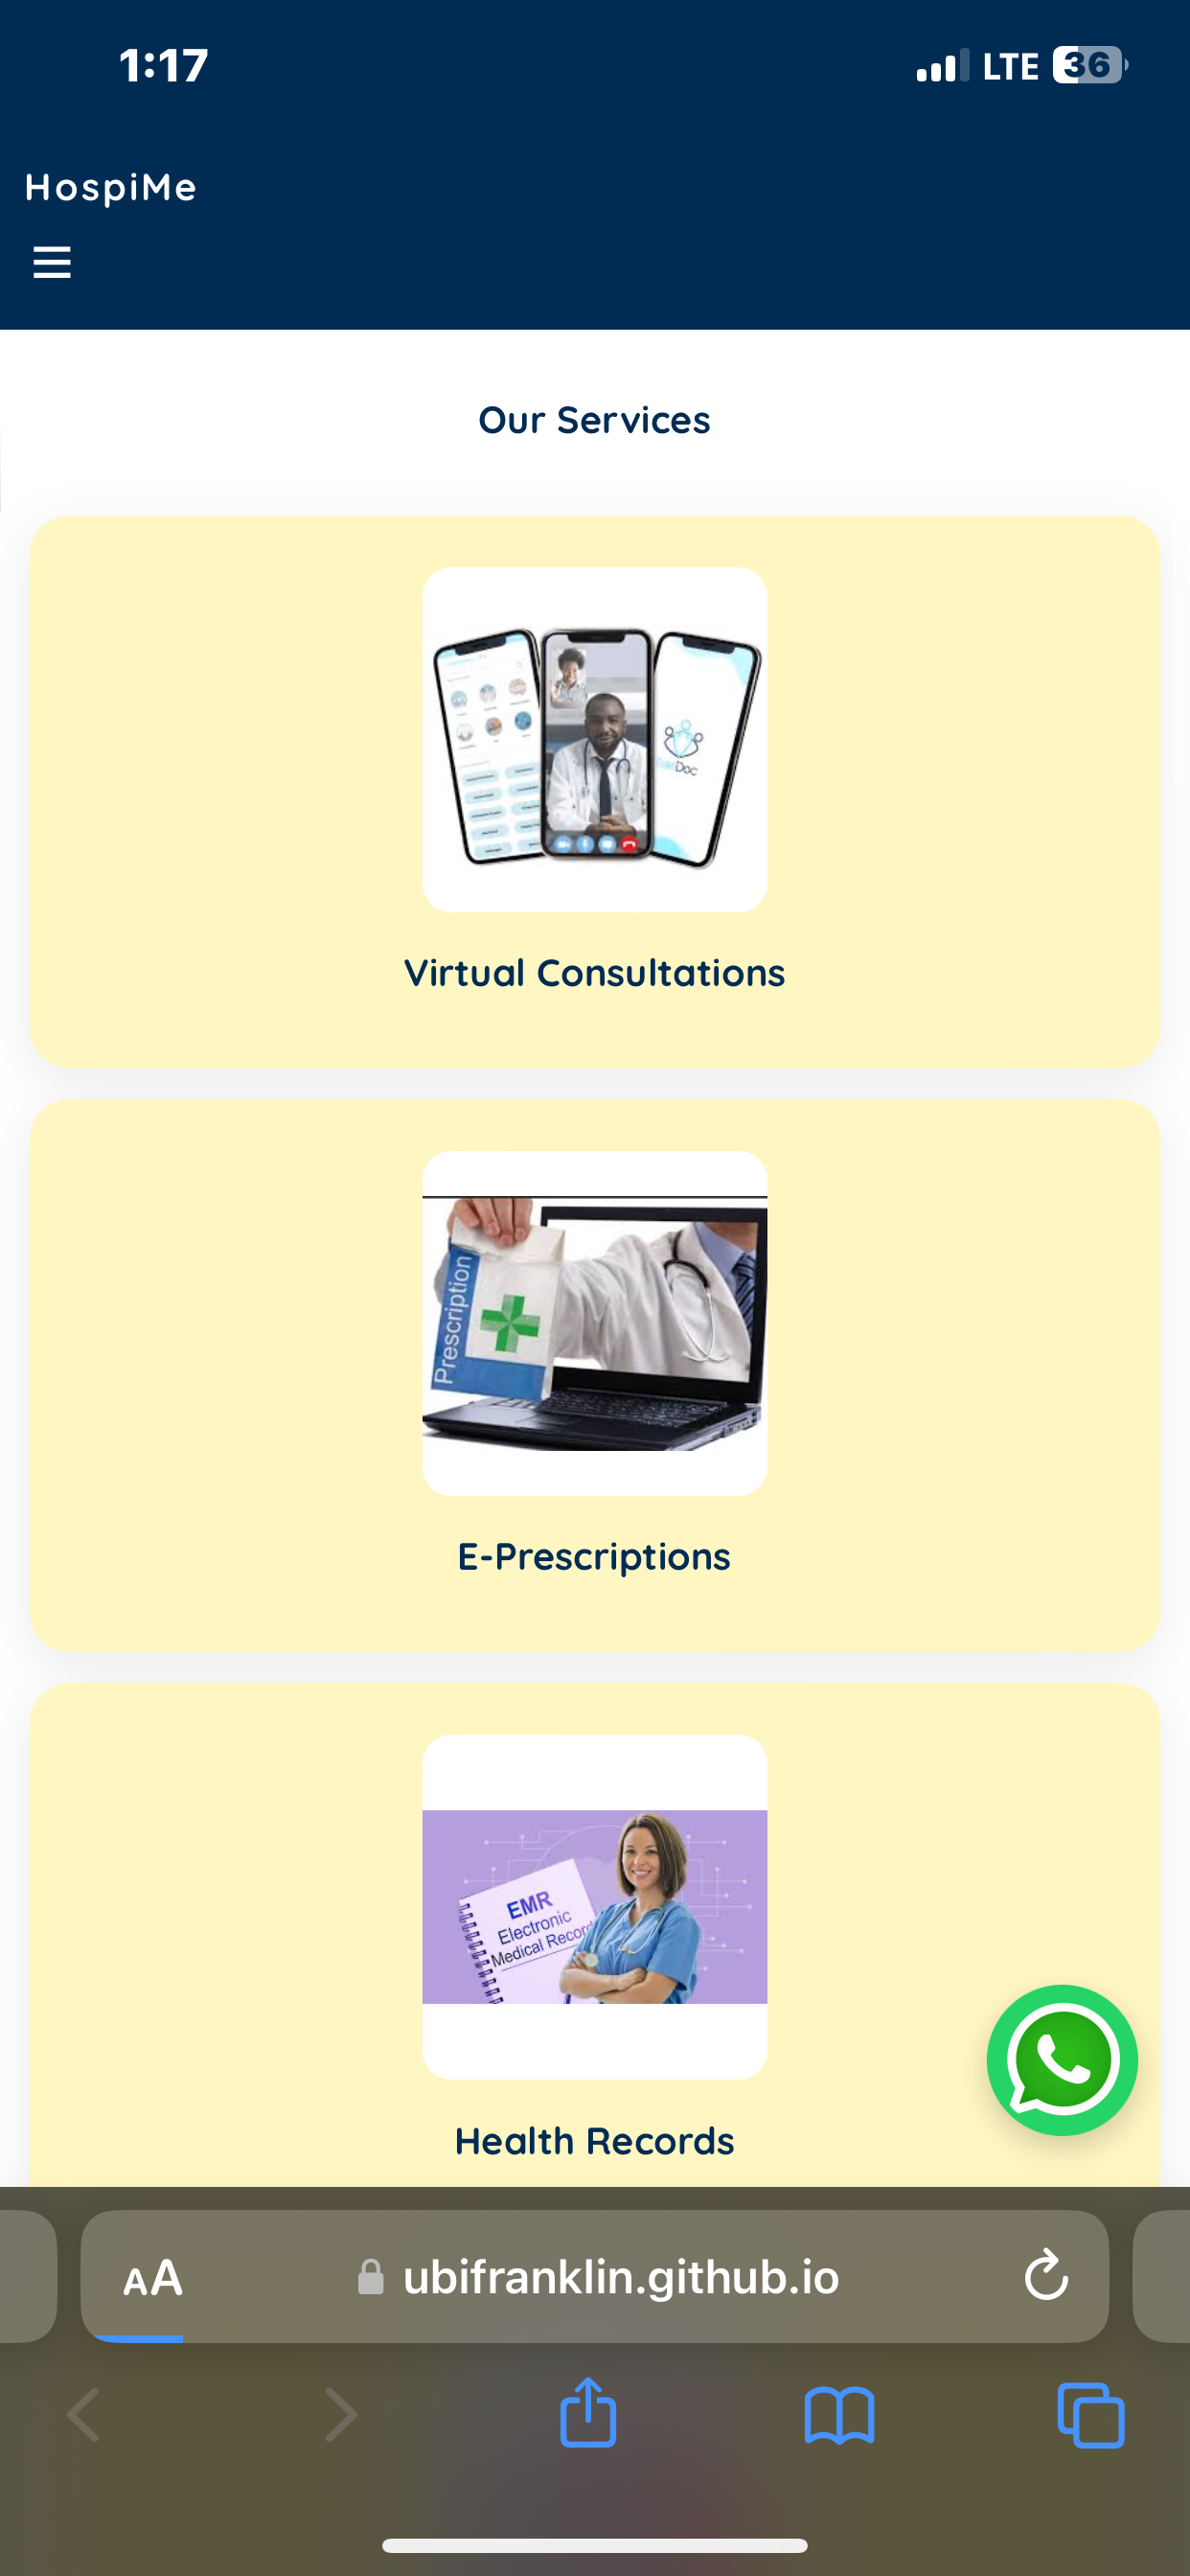 1:17
LTE 36
HospiMe
Our Services
Doc
Virtual Consultations
Prescription
E-Prescriptions
EMR
Electronic
Medical Record
Health Records
AA ubifranklin.github.io